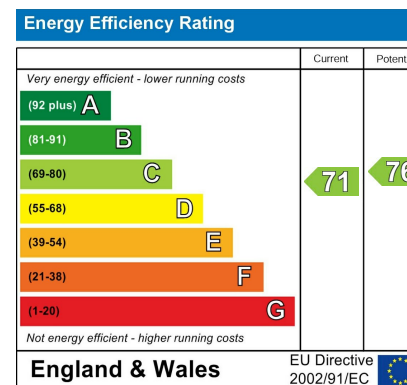 Energy Efficiency Rating
Current Potent
Very energy efficient - lower running costs
(92 plus) A
(81-91) B
(69-80) C
71
76
(55-68) D
(39-54) E
(21-38) F
(1-20) G
Not energy efficient - higher running costs
England & Wales
EU Directive
2002/91/EC